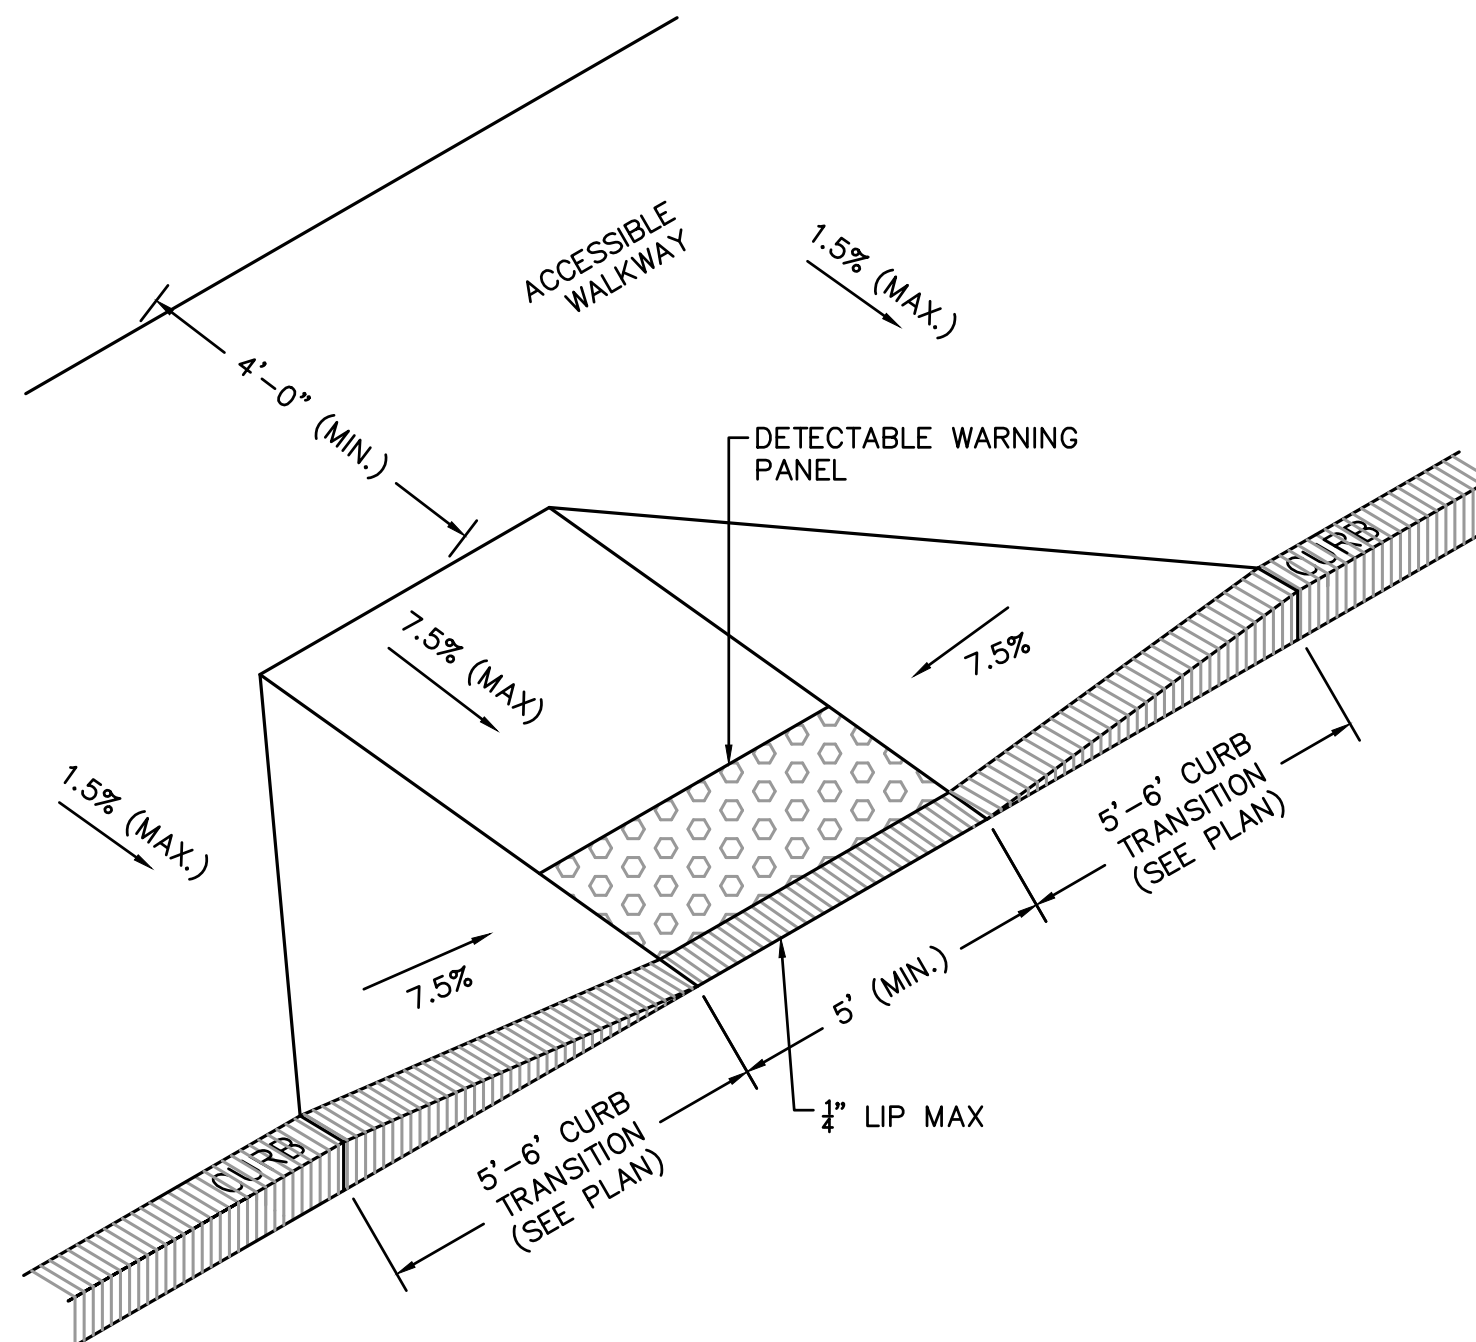 ACCESSIBLE
WALKWAY
1.5% (MAX.)
4'-0" (MIN.)
DETECTABLE WARNING
PANEL
CURB
7.5% (MAX)
7.5%
1.5% (MAX.)
5'-6' CURB
TRANSITION
(SEE PLAN)
7.5%
5' (MIN.)
1/4" LIP MAX
CURB
5'-6' CURB
TRANSITION
(SEE PLAN)